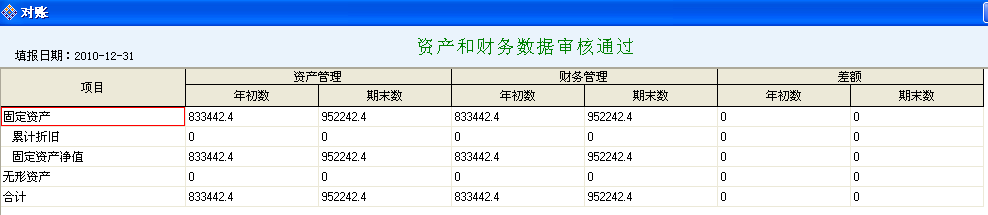 对账
资产和财务数据审核通过
填报日期：2010-12-31
项目 资产管理 财务管理 差额
年初数 期末数 年初数 期末数 年初数 期末数
固定资产 833442.4 952242.4 833442.4 952242.4 0 0
累计折旧 0 0 0 0 0 0
固定资产净值 833442.4 952242.4 833442.4 952242.4 0 0
无形资产 0 0 0 0 0 0
合计 833442.4 952242.4 833442.4 952242.4 0 0